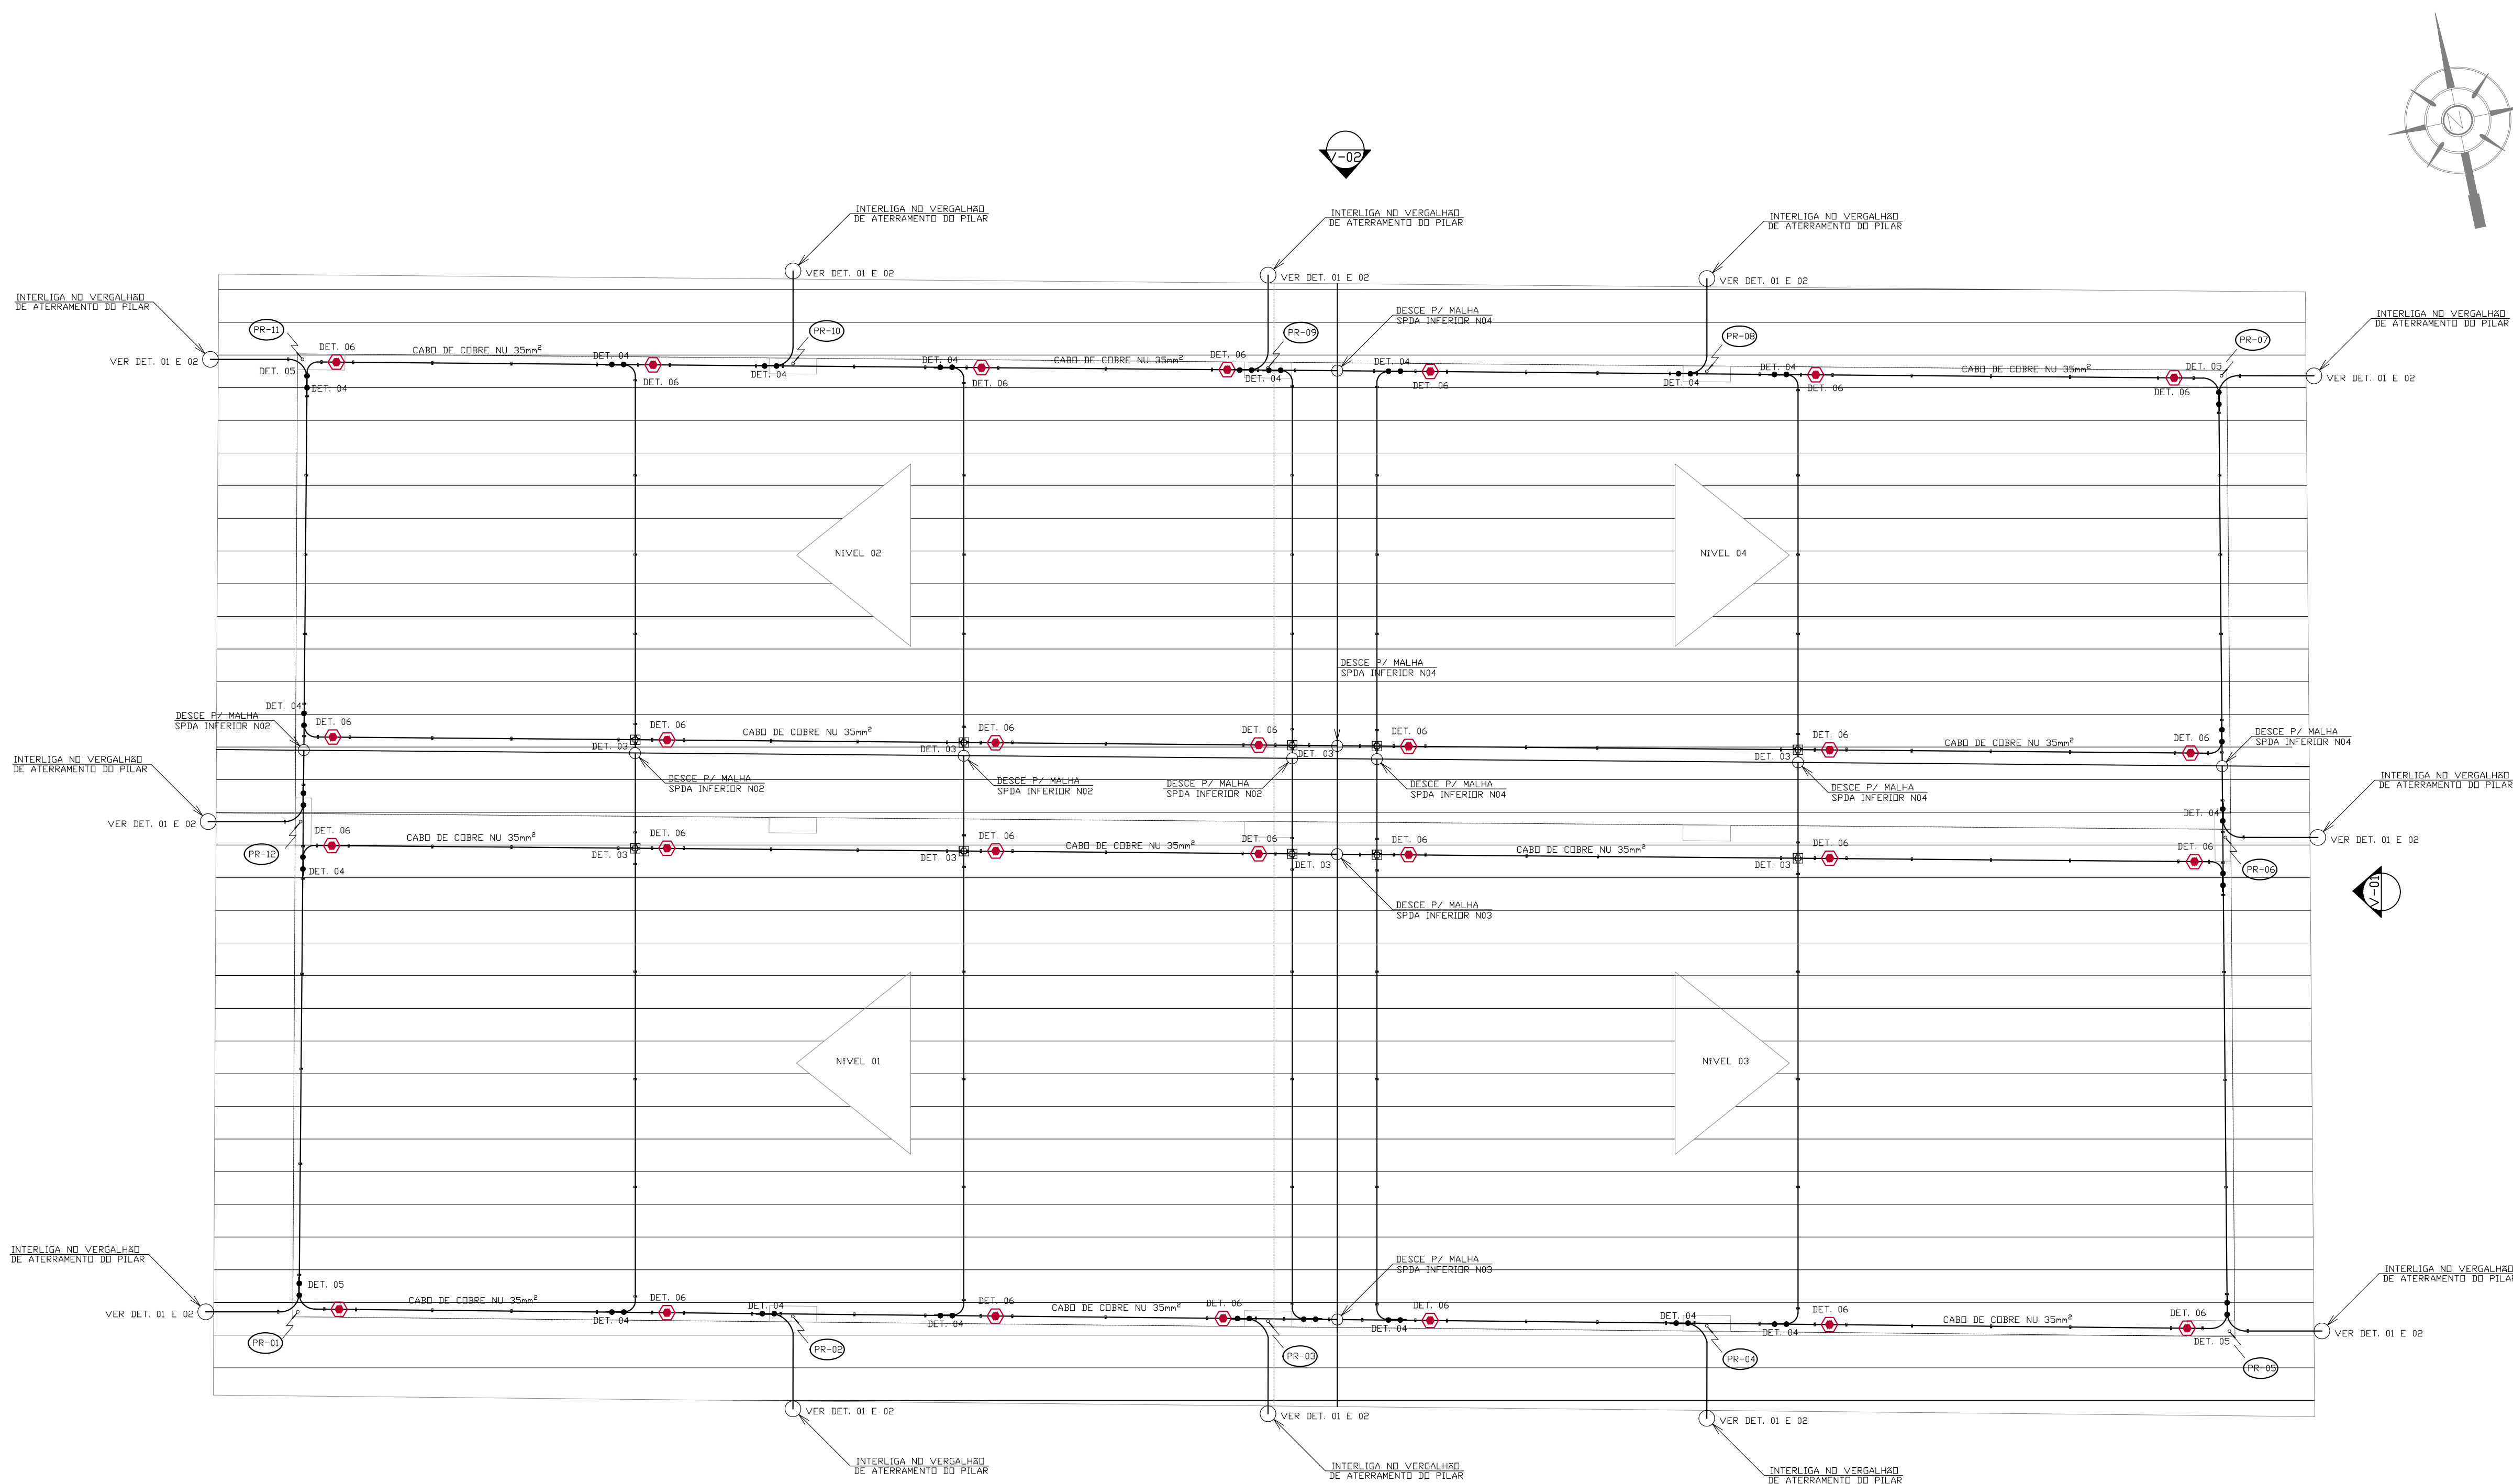 N
V-02
INTERLIGA NO VERGALHÃO
DE ATERRAMENTO DO PILAR
INTERLIGA NO VERGALHÃO
DE ATERRAMENTO DO PILAR
INTERLIGA NO VERGALHÃO
DE ATERRAMENTO DO PILAR
VER DET. 01 E 02
VER DET. 01 E 02
VER DET. 01 E 02
INTERLIGA NO VERGALHÃO
DE ATERRAMENTO DO PILAR
DESCE P/ MALHA
SPDA INFERIOR N04
INTERLIGA NO VERGALHÃO
DE ATERRAMENTO DO PILAR
PR-11
PR-10
PR-09
PR-08
PR-07
VER DET. 01 E 02
DET. 06
CABO DE COBRE NU 35mm²
DET. 04
DET. 04
CABO DE COBRE NU 35mm²
DET. 06
DET. 04
DET. 04
CABO DE COBRE NU 35mm²
DET. 05
VER DET. 01 E 02
DET. 05
DET. 04
DET. 06
DET. 04
DET. 06
DET. 04
DET. 06
DET. 04
DET. 06
DET. 06
NÍVEL 02
NÍVEL 04
DESCE P/ MALHA
SPDA INFERIOR N04
DET. 04
DESCE P/ MALHA
SPDA INFERIOR N02
DET. 06
DET. 06
CABO DE COBRE NU 35mm²
DET. 06
DET. 06
DET. 06
DET. 06
CABO DE COBRE NU 35mm²
DET. 06
DESCE P/ MALHA
SPDA INFERIOR N04
DET. 03
DET. 03
DET. 03
DET. 03
INTERLIGA NO VERGALHÃO
DE ATERRAMENTO DO PILAR
DESCE P/ MALHA
SPDA INFERIOR N02
DESCE P/ MALHA
SPDA INFERIOR N02
DESCE P/ MALHA
SPDA INFERIOR N02
DESCE P/ MALHA
SPDA INFERIOR N04
DESCE P/ MALHA
SPDA INFERIOR N04
INTERLIGA NO VERGALHÃO
DE ATERRAMENTO DO PILAR
VER DET. 01 E 02
DET. 04
VER DET. 01 E 02
PR-12
DET. 06
CABO DE COBRE NU 35mm²
DET. 06
DET. 06
CABO DE COBRE NU 35mm²
DET. 06
DET. 06
CABO DE COBRE NU 35mm²
DET. 06
DET. 06
PR-06
DET. 04
DET. 03
DET. 03
DET. 03
DET. 03
V-01
DESCE P/ MALHA
SPDA INFERIOR N03
NÍVEL 01
NÍVEL 03
INTERLIGA NO VERGALHÃO
DE ATERRAMENTO DO PILAR
DESCE P/ MALHA
SPDA INFERIOR N03
INTERLIGA NO VERGALHÃO
DE ATERRAMENTO DO PILAR
DET. 05
VER DET. 01 E 02
CABO DE COBRE NU 35mm²
DET. 06
DET. 04
DET. 06
CABO DE COBRE NU 35mm²
DET. 06
DET. 06
DET. 04
DET. 06
CABO DE COBRE NU 35mm²
DET. 06
VER DET. 01 E 02
DET. 04
DET. 04
DET. 04
DET. 04
DET. 05
PR-01
PR-02
PR-03
PR-04
PR-05
VER DET. 01 E 02
VER DET. 01 E 02
VER DET. 01 E 02
INTERLIGA NO VERGALHÃO
DE ATERRAMENTO DO PILAR
INTERLIGA NO VERGALHÃO
DE ATERRAMENTO DO PILAR
INTERLIGA NO VERGALHÃO
DE ATERRAMENTO DO PILAR